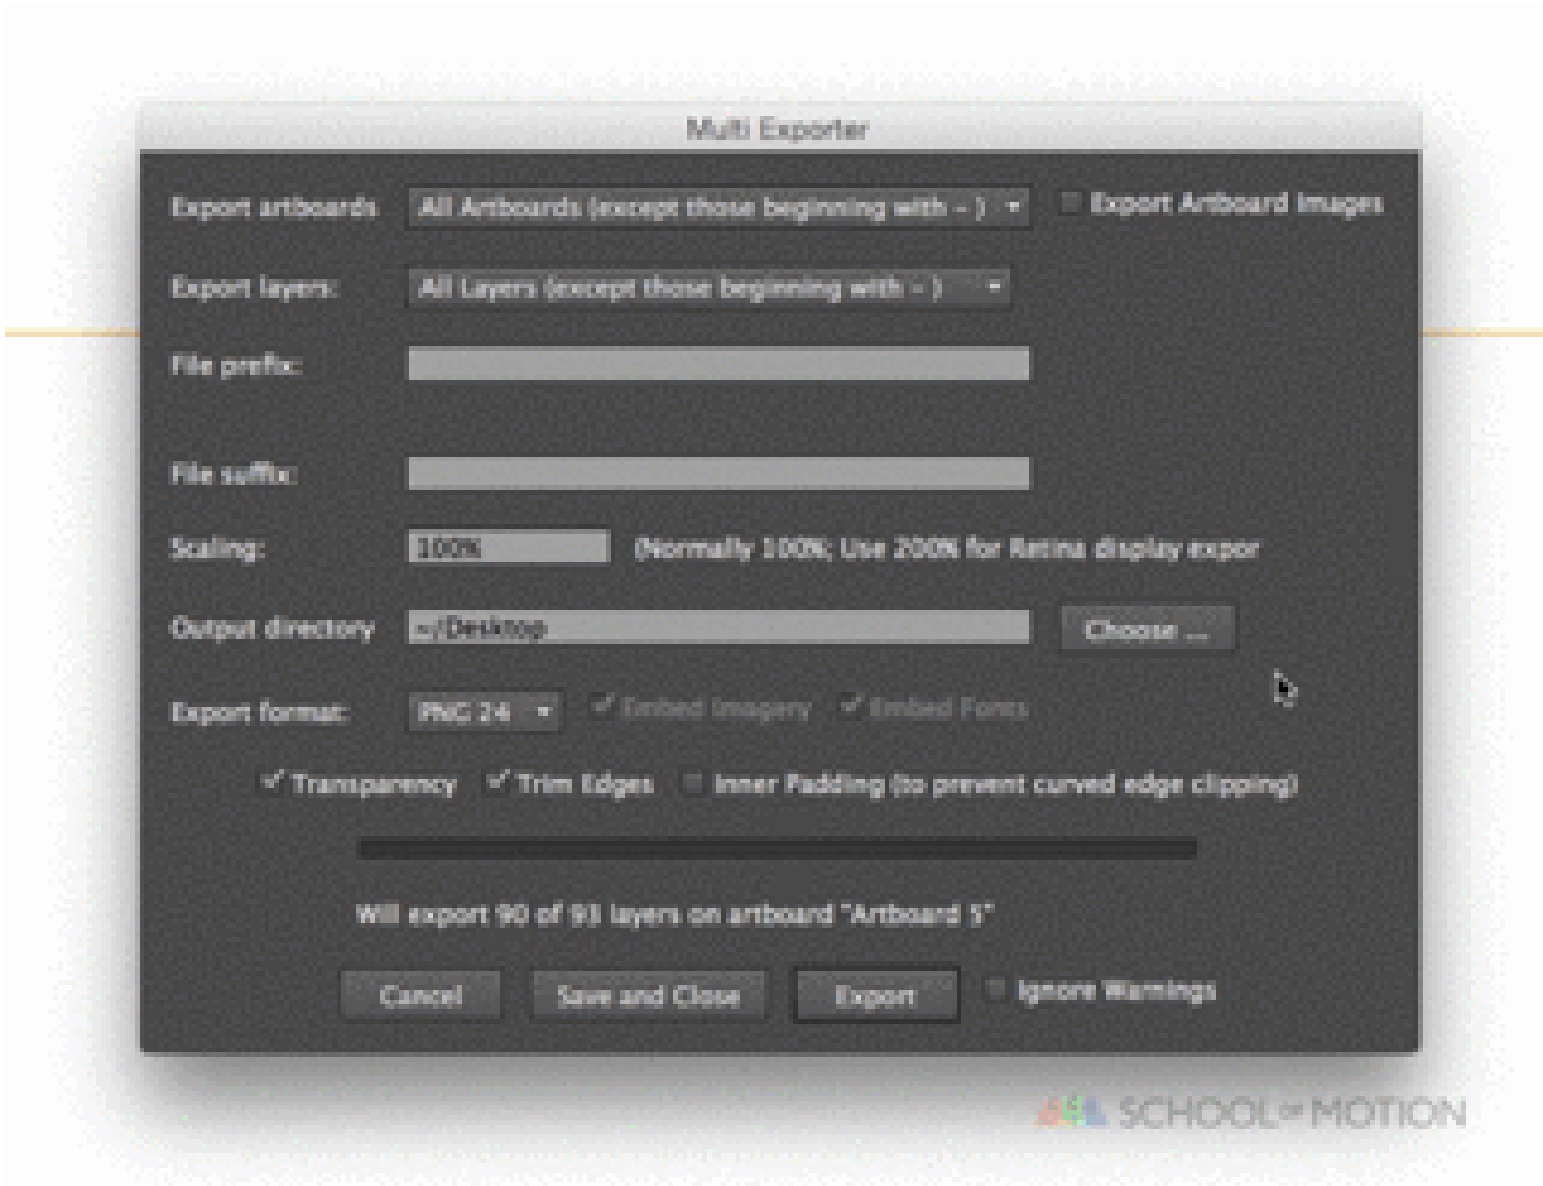 Multi Exporter
Export artboards All Artboards (except those beginning with - ) Export Artboard Images
Export layers: All Layers (except those beginning with - )
File prefix:
File suffix:
Scaling: 100% (Normally 100%; Use 200% for Retina display expor
Output directory ~/Desktop Choose ...
Export format: PNG 24 Embed Imagery Embed Fonts
Transparency Trim Edges Inner Padding (to prevent curved edge clipping)
Will export 90 of 93 layers on artboard "Artboard 5"
Cancel Save and Close Export Ignore Warnings
SCHOOL OF MOTION